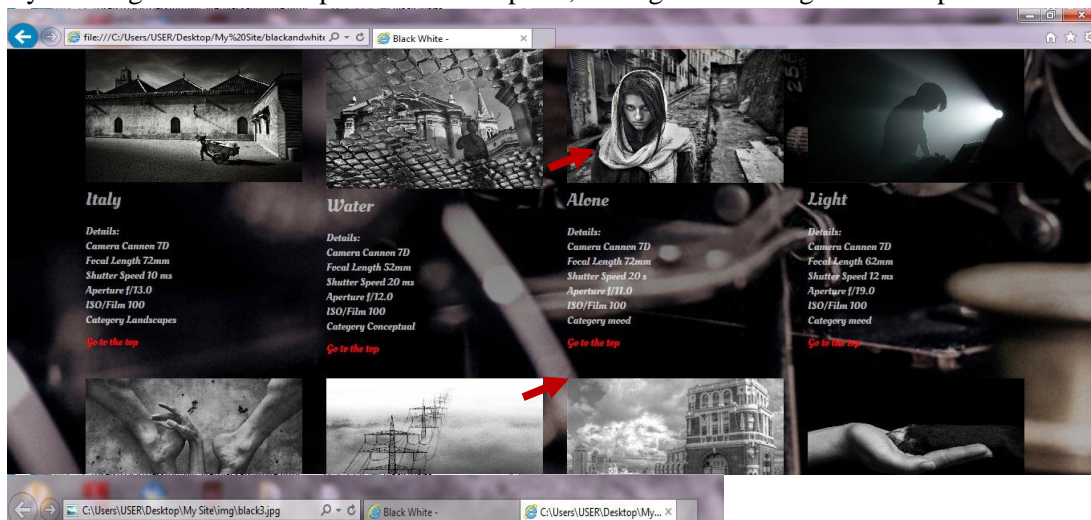 file:///C:/Users/USER/Desktop/My%20Site/blackandwhite
Black White -
Italy
Details:
Camera Cannon 7D
Focal Length 72mm
Shutter Speed 10 ms
Aperture f/13.0
ISO/Film 100
Category Landscapes
Go to the top
Water
Details:
Camera Cannon 7D
Focal Length 52mm
Shutter Speed 20 ms
Aperture f/12.0
ISO/Film 100
Category Conceptual
Go to the top
Alone
Details:
Camera Cannon 7D
Focal Length 72mm
Shutter Speed 20 s
Aperture f/11.0
ISO/Film 100
Category mood
Go to the top
Light
Details:
Camera Cannon 7D
Focal Length 62mm
Shutter Speed 12 ms
Aperture f/19.0
ISO/Film 100
Category mood
Go to the top
C:\Users\USER\Desktop\My Site\img\black3.jpg
Black White -
C:\Users\USER\Desktop\My...